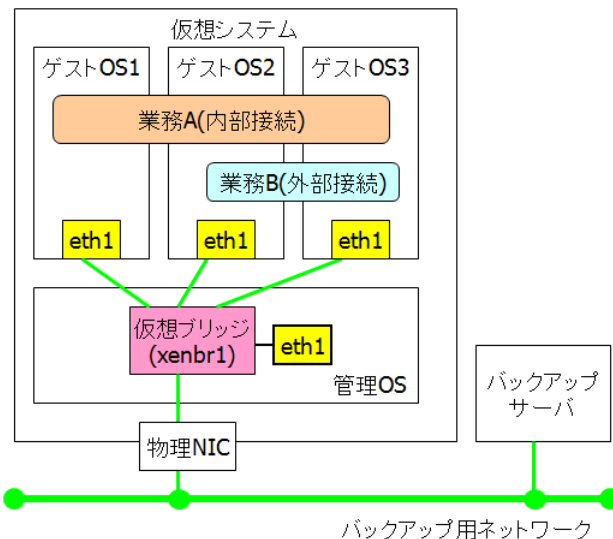 仮想システム
ゲストOS1
ゲストOS2
ゲストOS3
業務A(内部接続)
業務B(外部接続)
eth1
eth1
eth1
仮想ブリッジ
(xenbr1)
eth1
管理OS
バックアップ
サーバ
物理NIC
バックアップ用ネットワーク